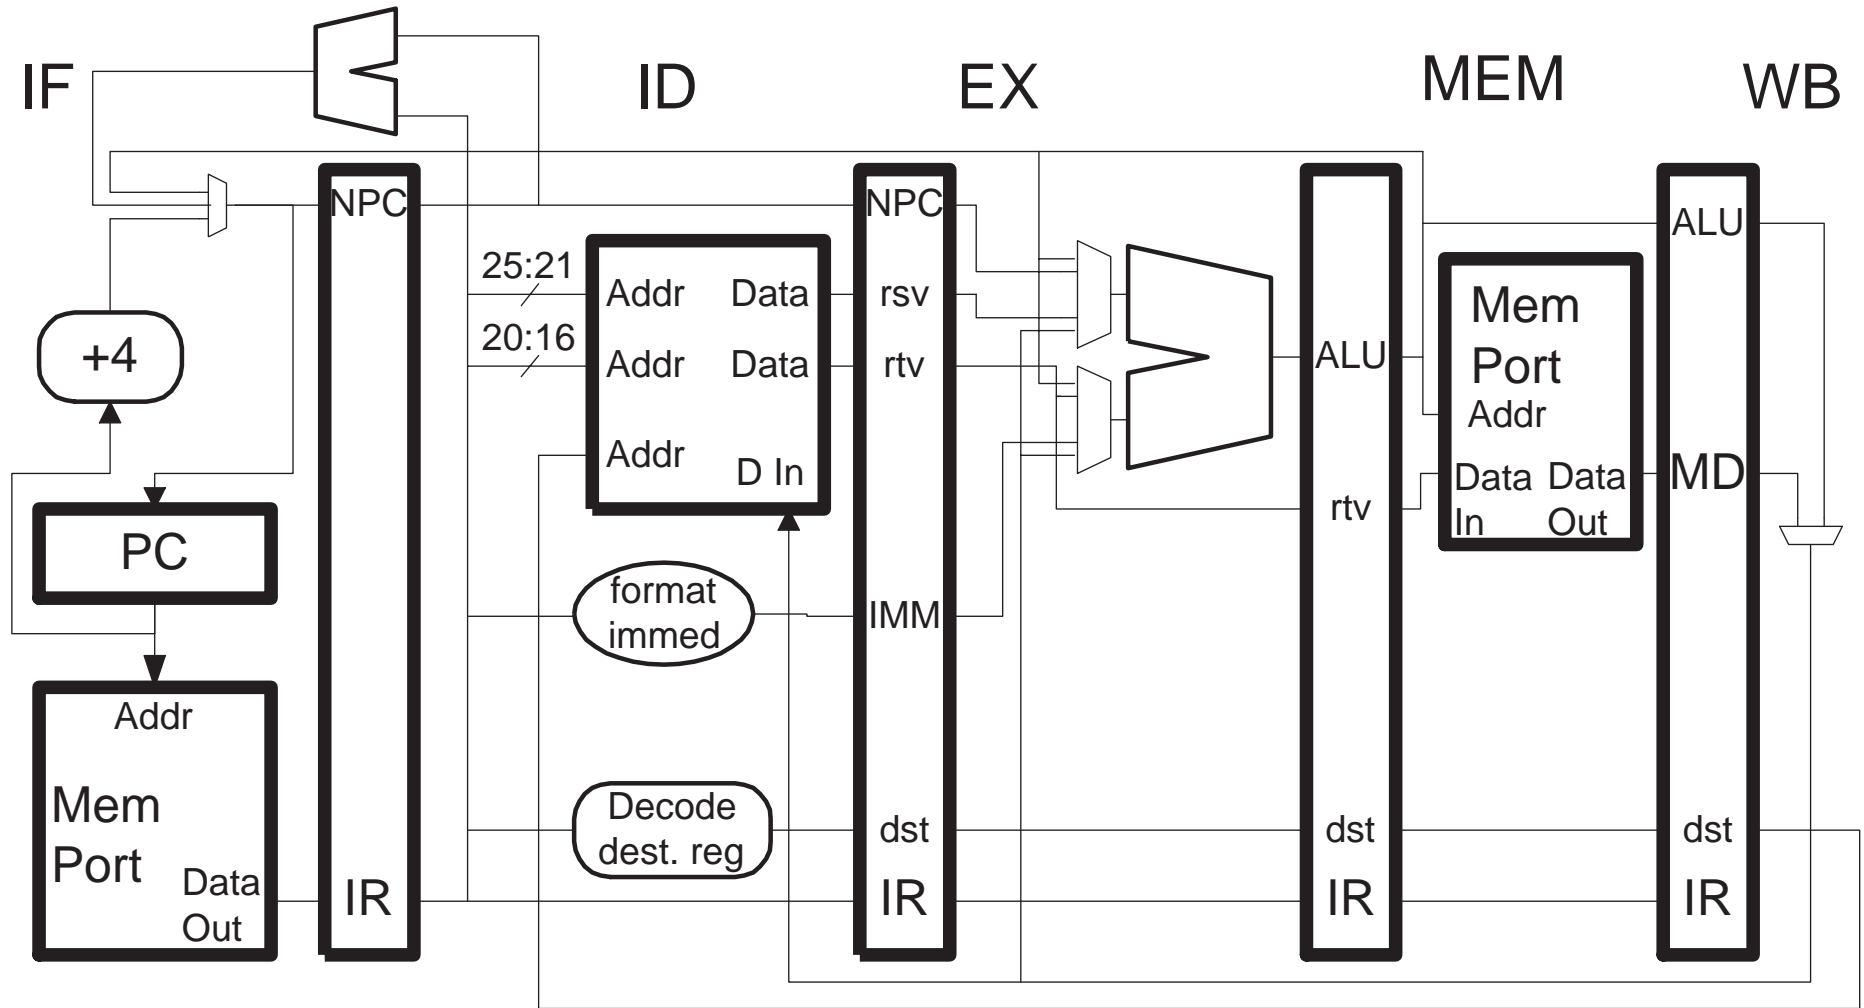 IF
ID
EX
MEM
WB
NPC
NPC
ALU
25:21
Addr
Data
rsv
Mem
Port
20:16
Addr
Data
rtv
ALU
+4
Addr
Addr
D In
MD
Data
In
Data
Out
rtv
PC
format
immed
IMM
Addr
Mem
Port
Data
Out
Decode
dest. reg
dst
dst
dst
IR
IR
IR
IR